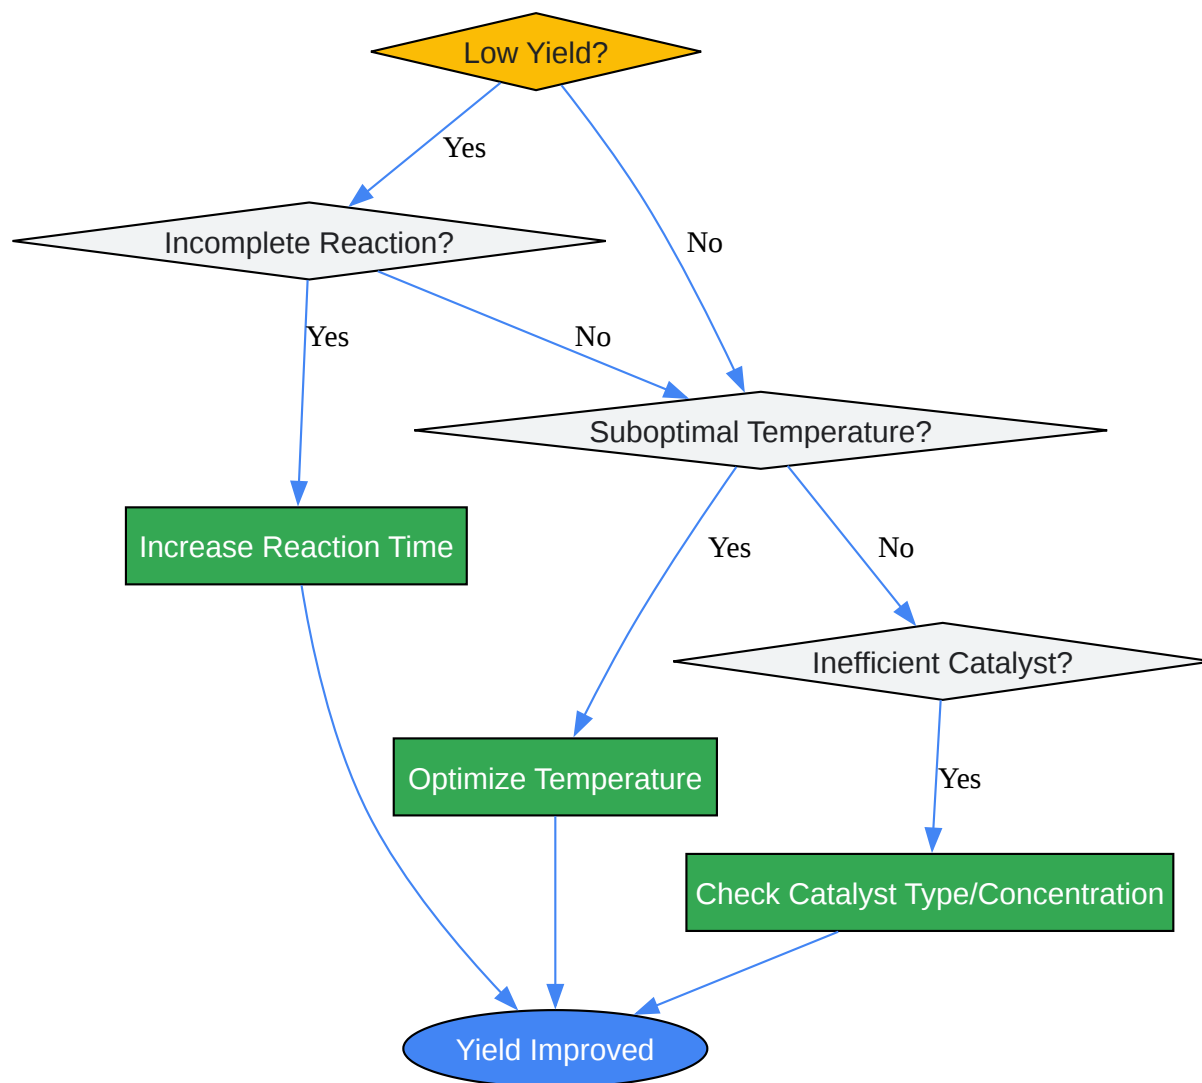 Low Yield?
Yes
Incomplete Reaction?
No
Yes
No
Suboptimal Temperature?
Increase Reaction Time
Yes
No
Inefficient Catalyst?
Optimize Temperature
Yes
Check Catalyst Type/Concentration
Yield Improved